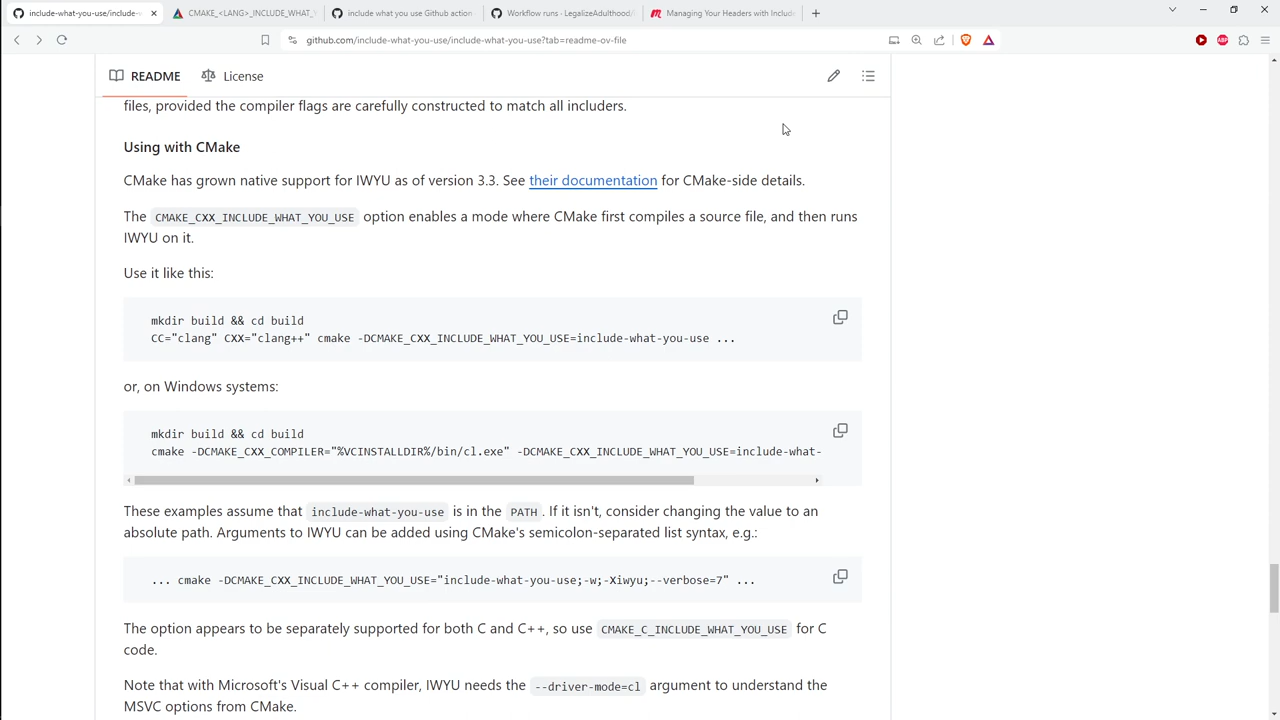 include-what-you-use/include-
CMAKE_<LANG>_INCLUDE_WHAT_
include what you use Github action
Workflow runs - LegalizeAdulthood/
Managing Your Headers with Includ
github.com/include-what-you-use/include-what-you-use?tab=readme-ov-file
ABP
README
License
files, provided the compiler flags are carefully constructed to match all includers.
Using with CMake
CMake has grown native support for IWYU as of version 3.3. See their documentation for CMake-side details.
The CMAKE_CXX_INCLUDE_WHAT_YOU_USE option enables a mode where CMake first compiles a source file, and then runs
IWYU on it.
Use it like this:
mkdir build && cd build
CC="clang" CXX="clang++" cmake -DCMAKE_CXX_INCLUDE_WHAT_YOU_USE=include-what-you-use ...
or, on Windows systems:
mkdir build && cd build
cmake -DCMAKE_CXX_COMPILER="%VCINSTALLDIR%/bin/cl.exe" -DCMAKE_CXX_INCLUDE_WHAT_YOU_USE=include-what-
These examples assume that include-what-you-use is in the PATH. If it isn't, consider changing the value to an
absolute path. Arguments to IWYU can be added using CMake's semicolon-separated list syntax, e.g.:
... cmake -DCMAKE_CXX_INCLUDE_WHAT_YOU_USE="include-what-you-use;-w;-Xiwyu;--verbose=7" ...
The option appears to be separately supported for both C and C++, so use CMAKE_C_INCLUDE_WHAT_YOU_USE for C
code.
Note that with Microsoft's Visual C++ compiler, IWYU needs the --driver-mode=cl argument to understand the
MSVC options from CMake.